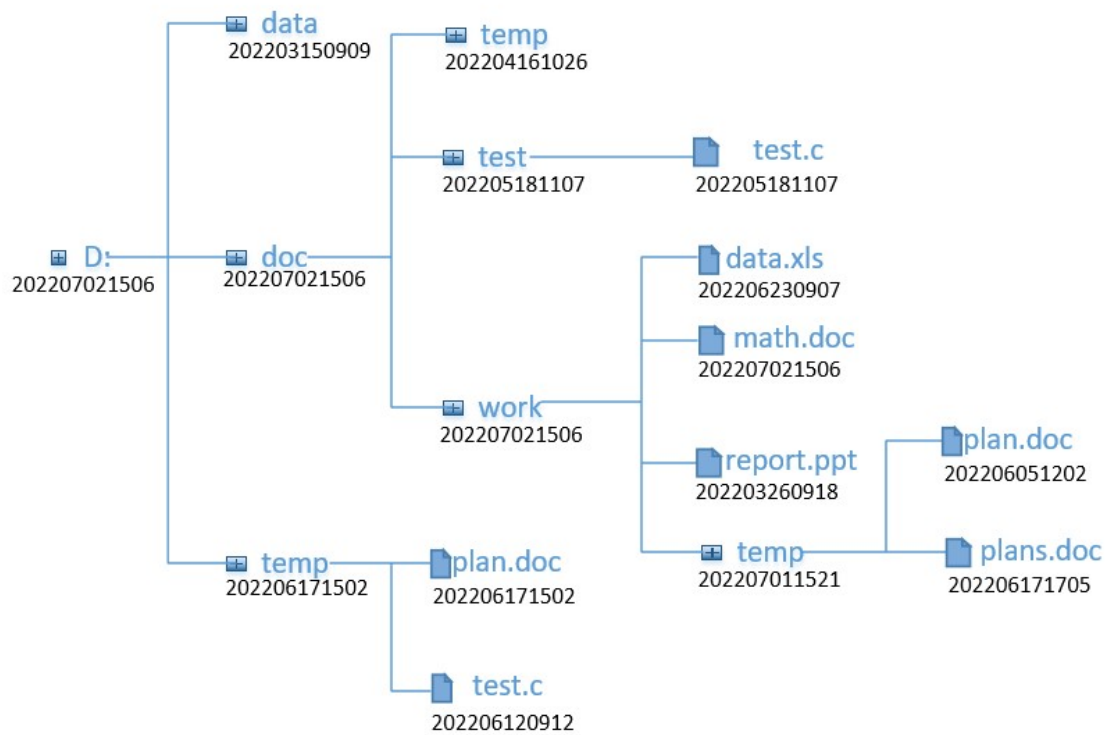 D:
202207021506
data
202203150909
doc
202207021506
temp
202204161026
test
202205181107
test.c
202205181107
work
202207021506
data.xls
202206230907
math.doc
202207021506
report.ppt
202203260918
temp
202207011521
plan.doc
202206051202
plans.doc
202206171705
temp
202206171502
plan.doc
202206171502
test.c
202206120912